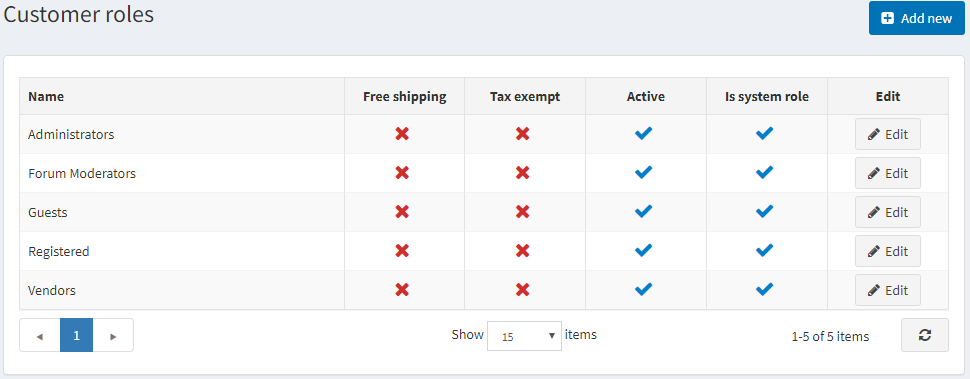 Customer roles
Add new
Name Free shipping Tax exempt Active Is system role Edit
Administrators Edit
Forum Moderators Edit
Guests Edit
Registered Edit
Vendors Edit
1 Show 15 items 1-5 of 5 items